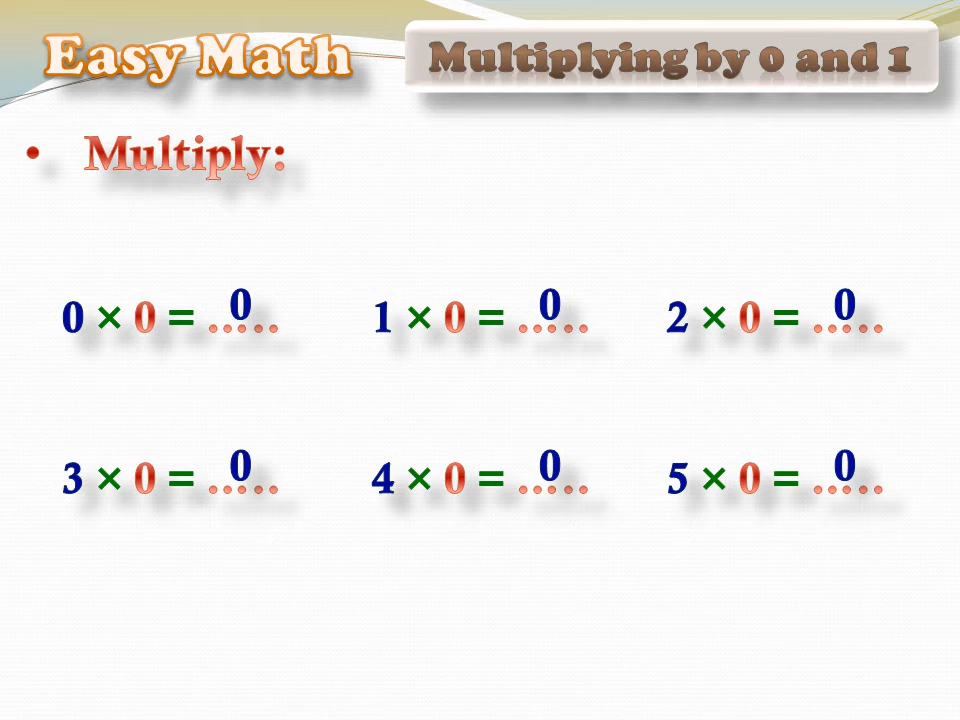 Easy Math
Multiplying by 0 and 1
• Multiply:
0 × 0 = ..... 0 1 × 0 = ..... 0 2 × 0 = ..... 0
3 × 0 = ..... 0 4 × 0 = ..... 0 5 × 0 = ..... 0